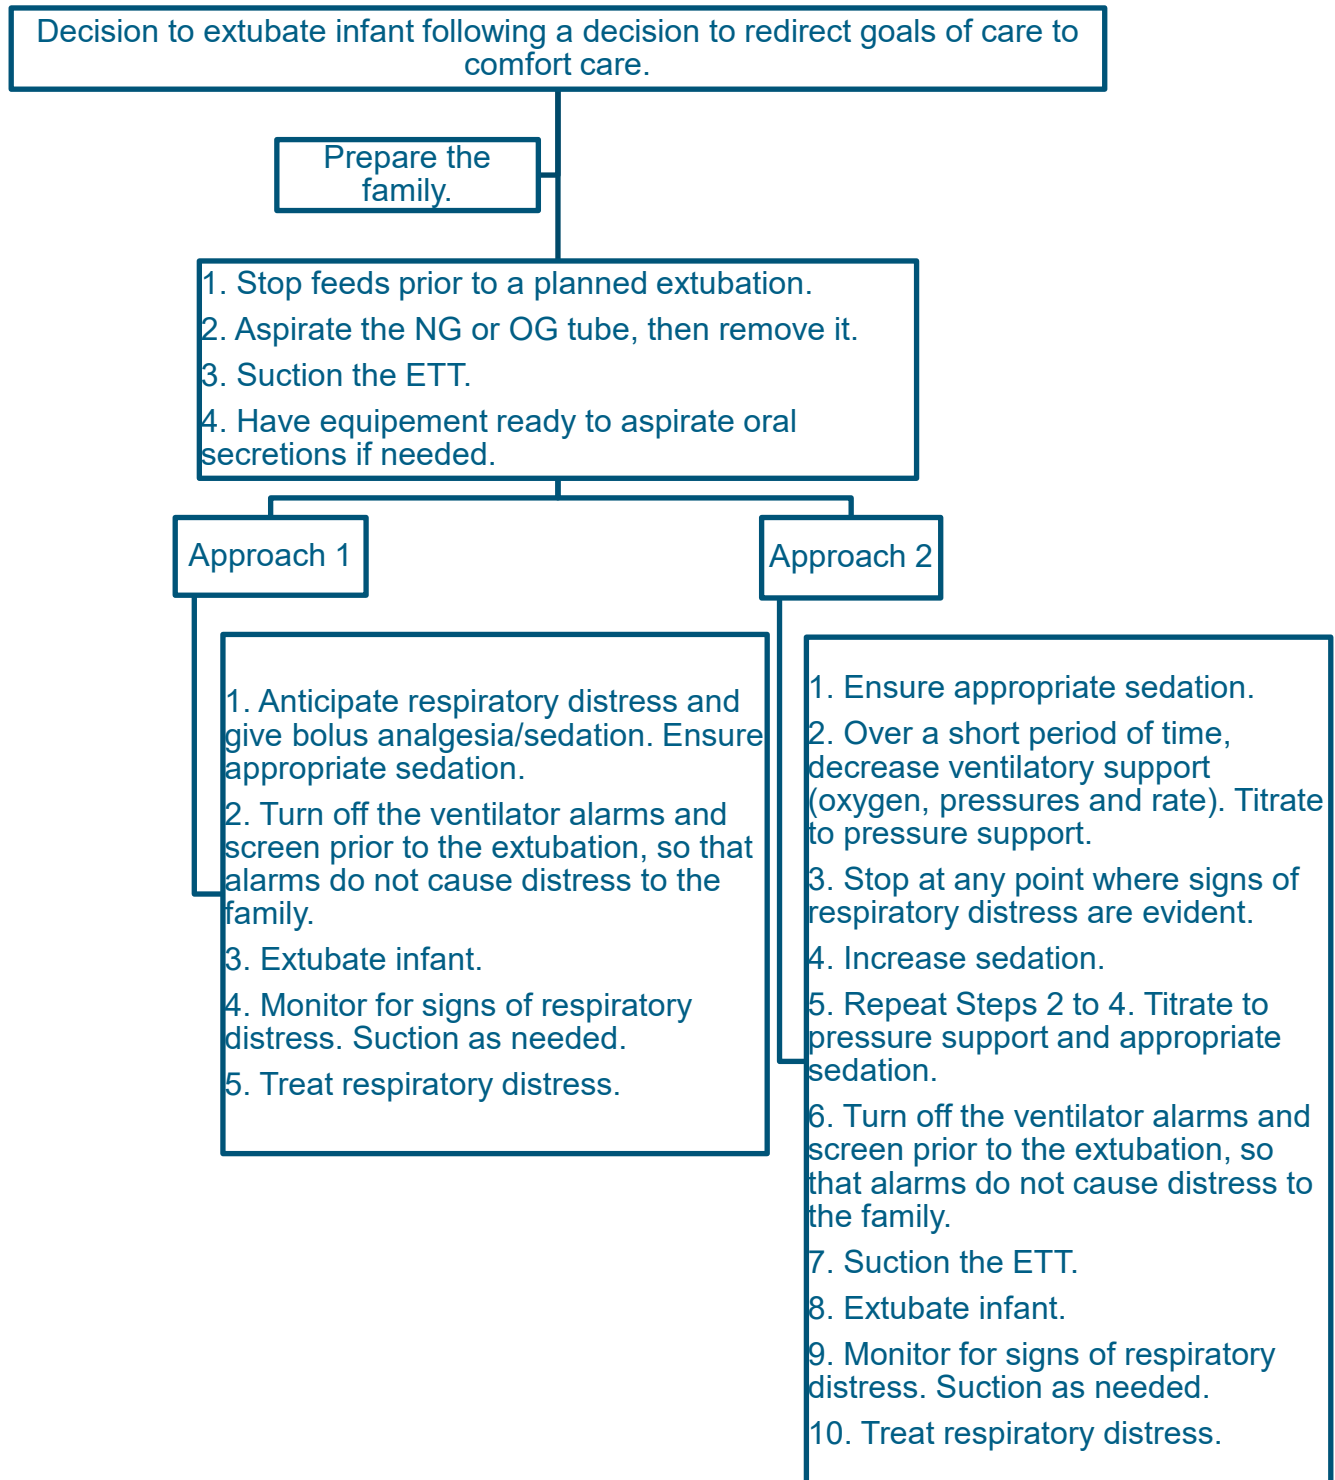 Decision to extubate infant following a decision to redirect goals of care to
comfort care.
Prepare the
family.
1. Stop feeds prior to a planned extubation.
2. Aspirate the NG or OG tube, then remove it.
3. Suction the ETT.
4. Have equipement ready to aspirate oral
secretions if needed.
Approach 1
1. Anticipate respiratory distress and
give bolus analgesia/sedation. Ensure
appropriate sedation.
2. Turn off the ventilator alarms and
screen prior to the extubation, so that
alarms do not cause distress to the
family.
3. Extubate infant.
4. Monitor for signs of respiratory
distress. Suction as needed.
5. Treat respiratory distress.
Approach 2
1. Ensure appropriate sedation.
2. Over a short period of time,
decrease ventilatory support
(oxygen, pressures and rate). Titrate
to pressure support.
3. Stop at any point where signs of
respiratory distress are evident.
4. Increase sedation.
5. Repeat Steps 2 to 4. Titrate to
pressure support and appropriate
sedation.
6. Turn off the ventilator alarms and
screen prior to the extubation, so
that alarms do not cause distress to
the family.
7. Suction the ETT.
8. Extubate infant.
9. Monitor for signs of respiratory
distress. Suction as needed.
10. Treat respiratory distress.